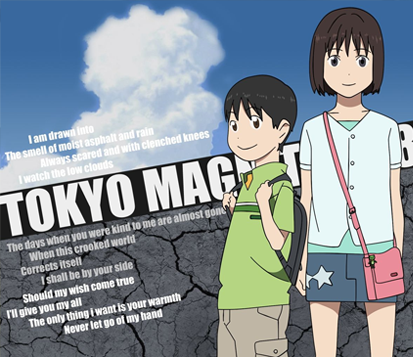 I am drawn into
The smell of moist asphalt and rain
Always scored and with clenched knees
I watch the low clouds
TOKYO MAG
The days when you were kind to me are almost gone
When this crooked world
Corrects itself
I shall be by your side
Should my wish come true
I'll give you my all
The only thing i want is your warmth
Never let go of my hand